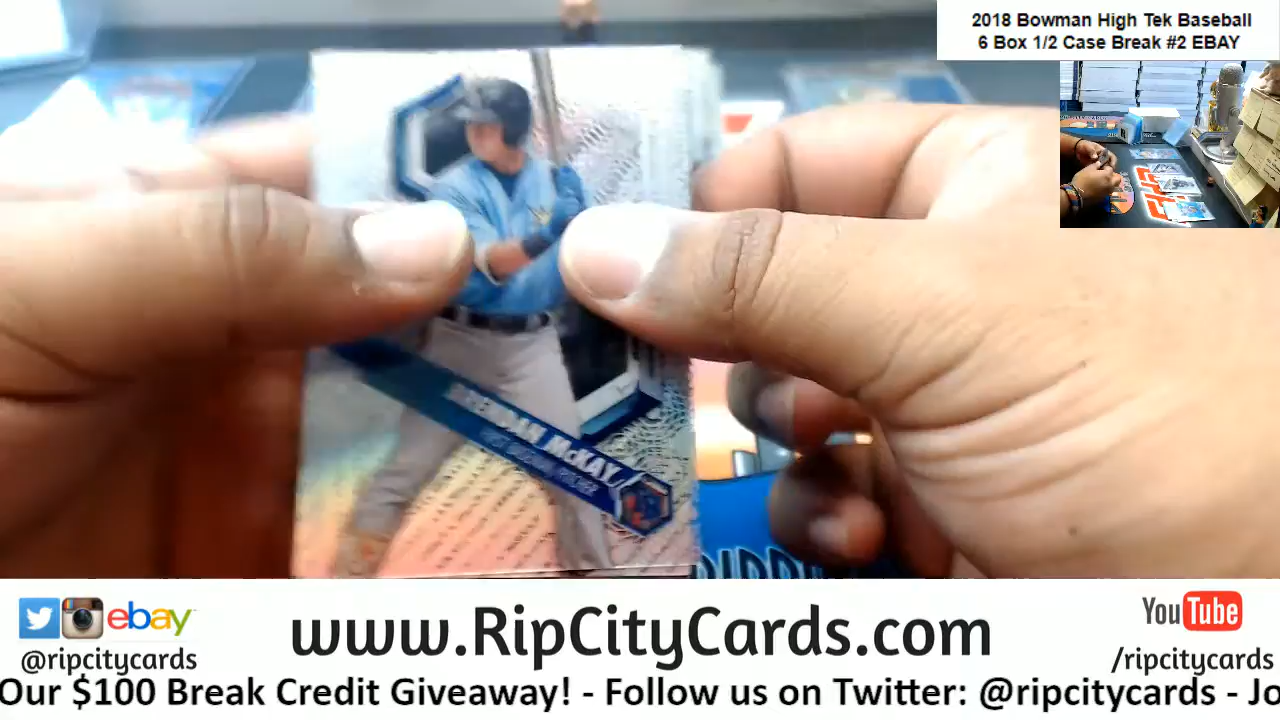 2018 Bowman High Tek Baseball
6 Box 1/2 Case Break #2 EBAY
BRENDAN McKAY
ebay
www.RipCityCards.com
YouTube
@ripcitycards
/ripcitycards
Our $100 Break Credit Giveaway! - Follow us on Twitter: @ripcitycards - Jo